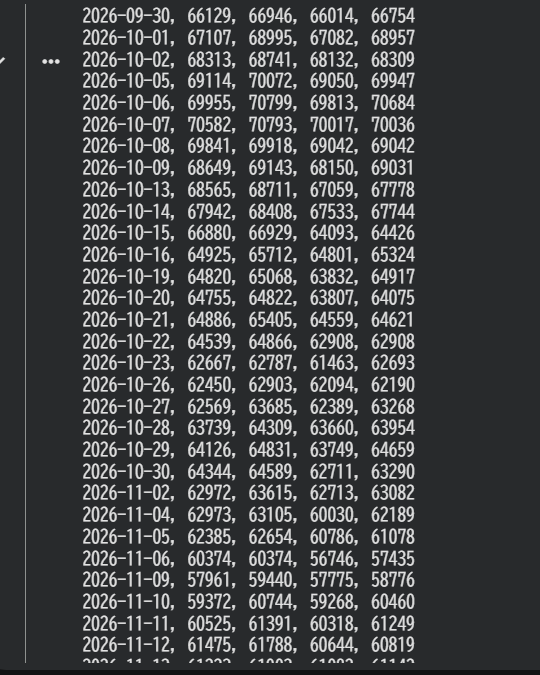 2026-09-30, 66129, 66946, 66014, 66754
2026-10-01, 67107, 68995, 67082, 68957
2026-10-02, 68313, 68741, 68132, 68309
2026-10-05, 69114, 70072, 69050, 69947
2026-10-06, 69955, 70799, 69813, 70684
2026-10-07, 70582, 70793, 70017, 70036
2026-10-08, 69841, 69918, 69042, 69042
2026-10-09, 68649, 69143, 68150, 69031
2026-10-13, 68565, 68711, 67059, 67778
2026-10-14, 67942, 68408, 67533, 67744
2026-10-15, 66880, 66929, 64093, 64426
2026-10-16, 64925, 65712, 64801, 65324
2026-10-19, 64820, 65068, 63832, 64917
2026-10-20, 64755, 64822, 63807, 64075
2026-10-21, 64886, 65405, 64559, 64621
2026-10-22, 64539, 64866, 62908, 62908
2026-10-23, 62667, 62787, 61463, 62693
2026-10-26, 62450, 62903, 62094, 62190
2026-10-27, 62569, 63685, 62389, 63268
2026-10-28, 63739, 64309, 63660, 63954
2026-10-29, 64126, 64831, 63749, 64659
2026-10-30, 64344, 64589, 62711, 63290
2026-11-02, 62972, 63615, 62713, 63082
2026-11-04, 62973, 63105, 60030, 62189
2026-11-05, 62385, 62654, 60786, 61078
2026-11-06, 60374, 60374, 56746, 57435
2026-11-09, 57961, 59440, 57775, 58776
2026-11-10, 59372, 60744, 59268, 60460
2026-11-11, 60525, 61391, 60318, 61249
2026-11-12, 61475, 61788, 60644, 60819